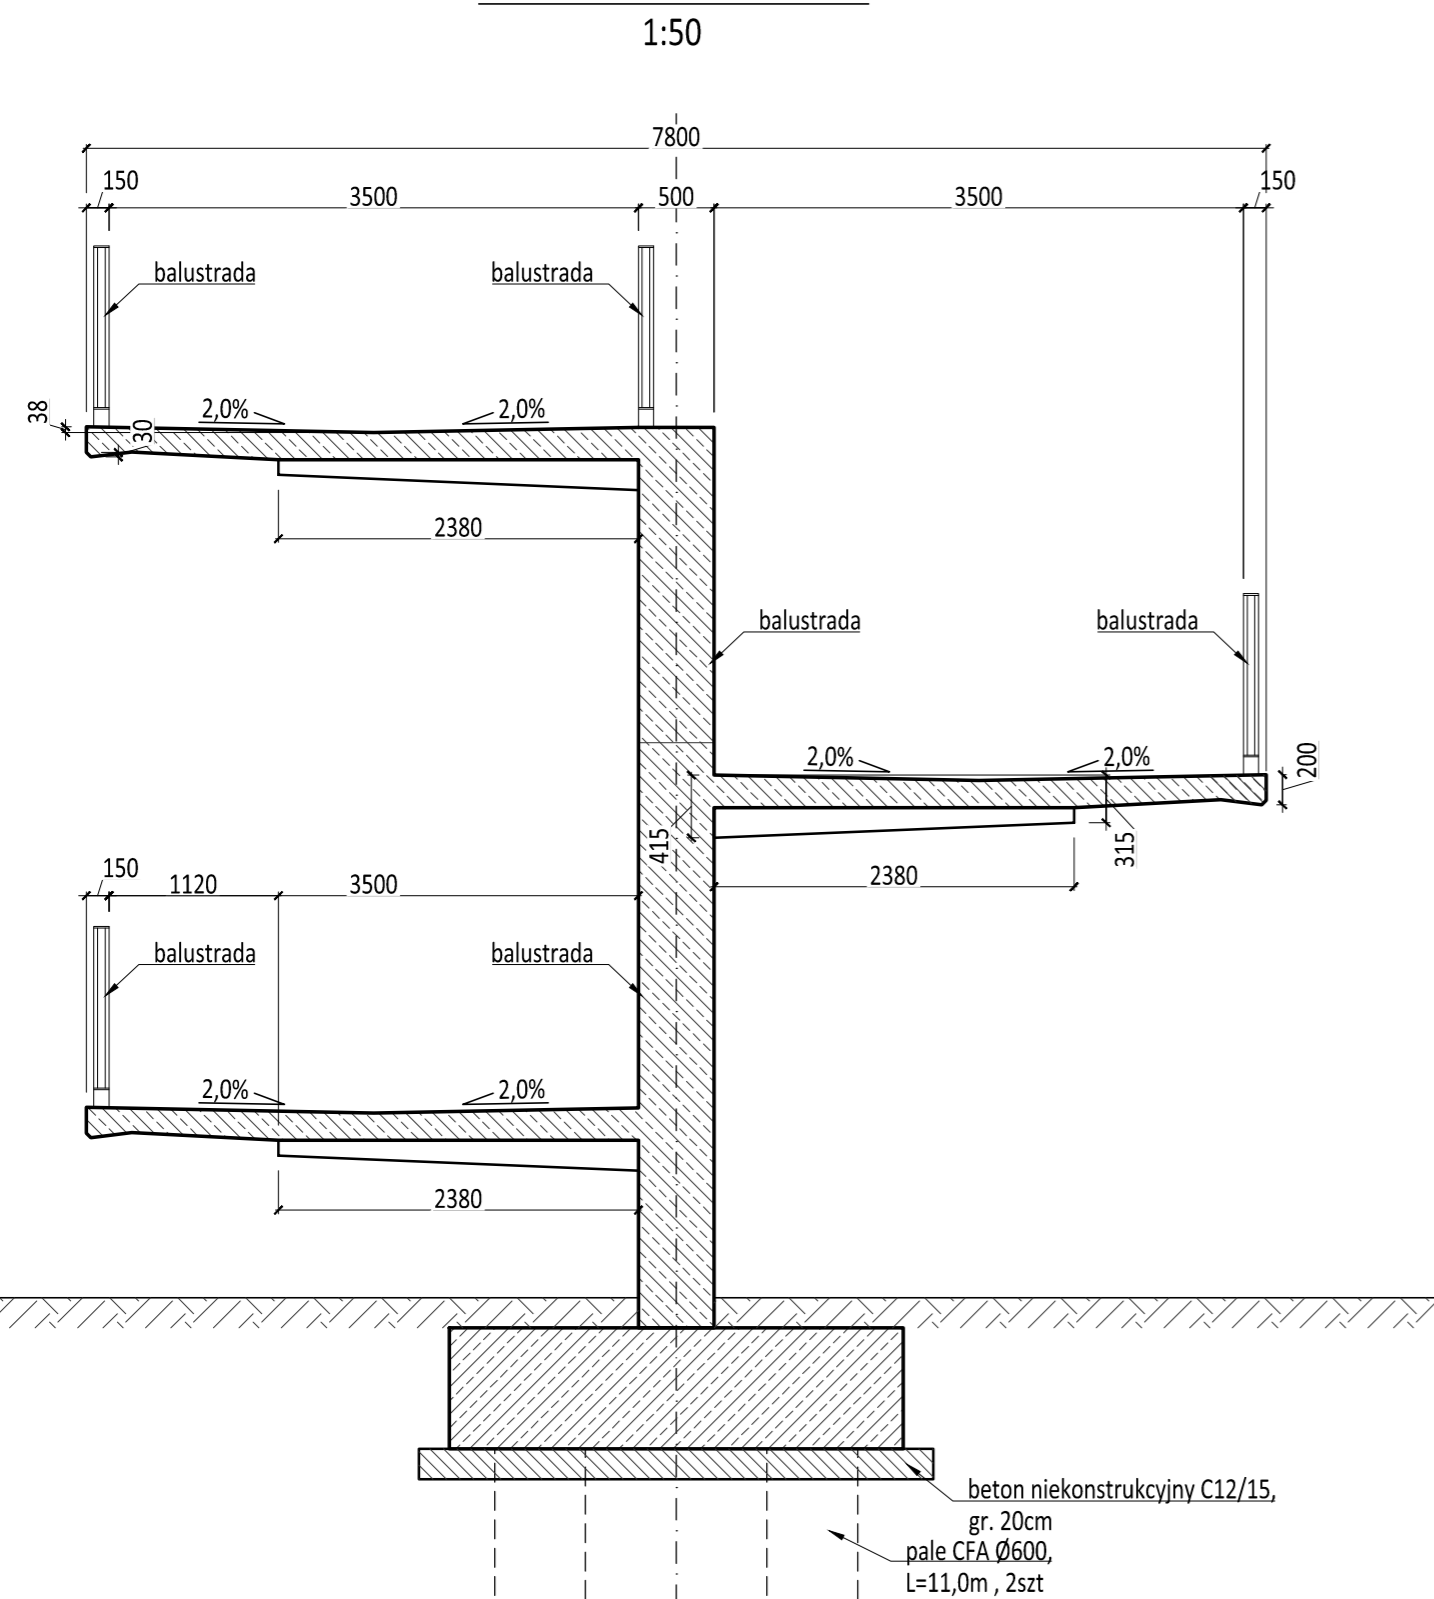 1:50
7800
150
3500
500
3500
150
balustrada
balustrada
38
2,0%
30
2,0%
2380
balustrada
balustrada
2,0%
2,0%
200
415
315
2380
150
1120
3500
balustrada
balustrada
2,0%
2,0%
2380
beton niekonstrukcyjny C12/15,
gr. 20cm
pale CFA Ø600,
L=11,0m , 2szt